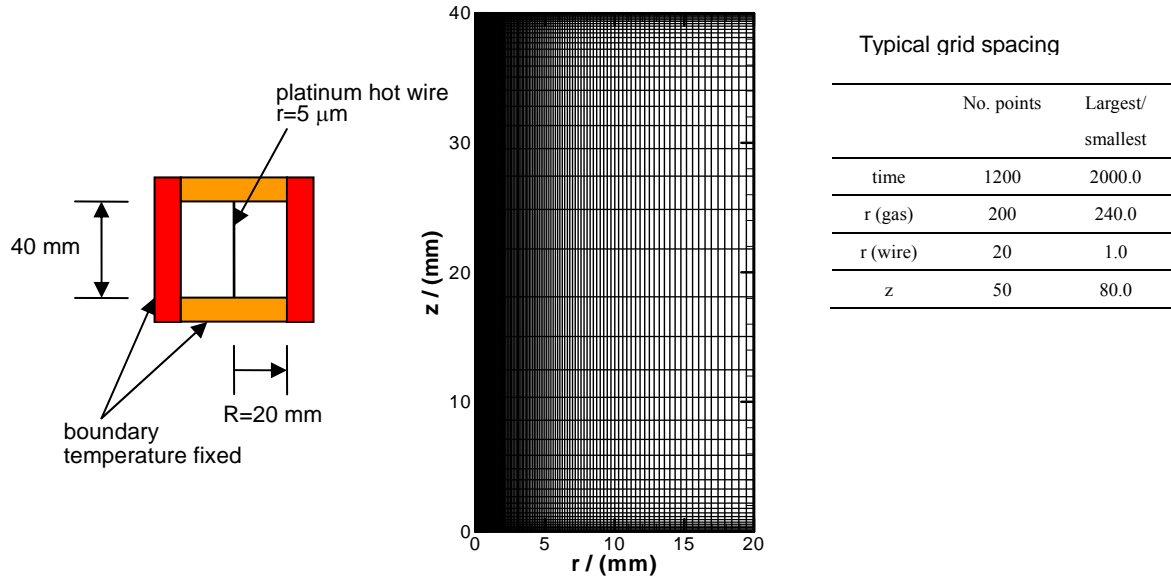 platinum hot wire
r=5 μm
40 mm
R=20 mm
boundary
temperature fixed
40
30
20
10
0
z / (mm)
0 5 10 15 20
r / (mm)
Typical grid spacing
No. points Largest/
smallest
time 1200 2000.0
r (gas) 200 240.0
r (wire) 20 1.0
z 50 80.0